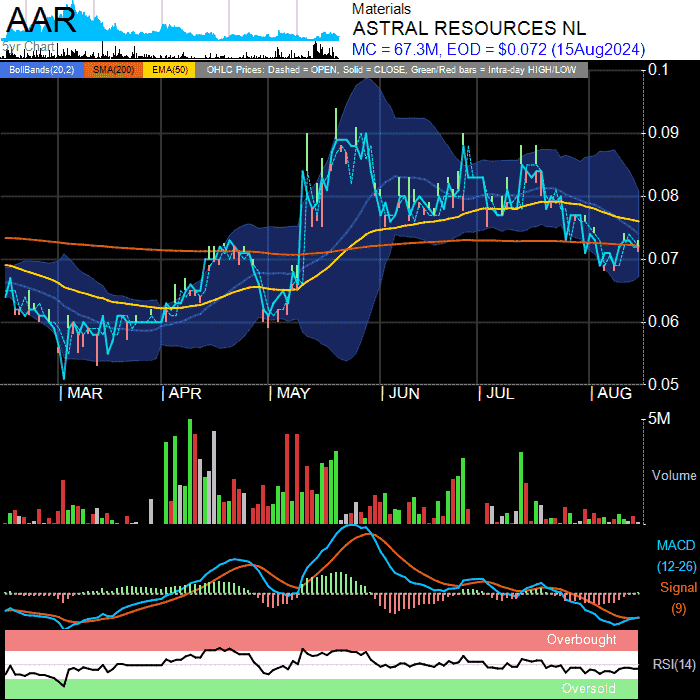 AAR
5yr Chart
Materials
ASTRAL RESOURCES NL
MC = 67.3M, EOD = $0.072 (15Aug2024)
BollBands(20,2) SMA(200) EMA(50) OHLC Prices: Dashed = OPEN, Solid = CLOSE, Green/Red bars = Intra-day HIGH/LOW
0.1
0.09
0.08
0.07
0.06
0.05
MAR APR MAY JUN JUL AUG
5M
Volume
MACD
(12-26)
Signal
(9)
Overbought
RSI(14)
Oversold